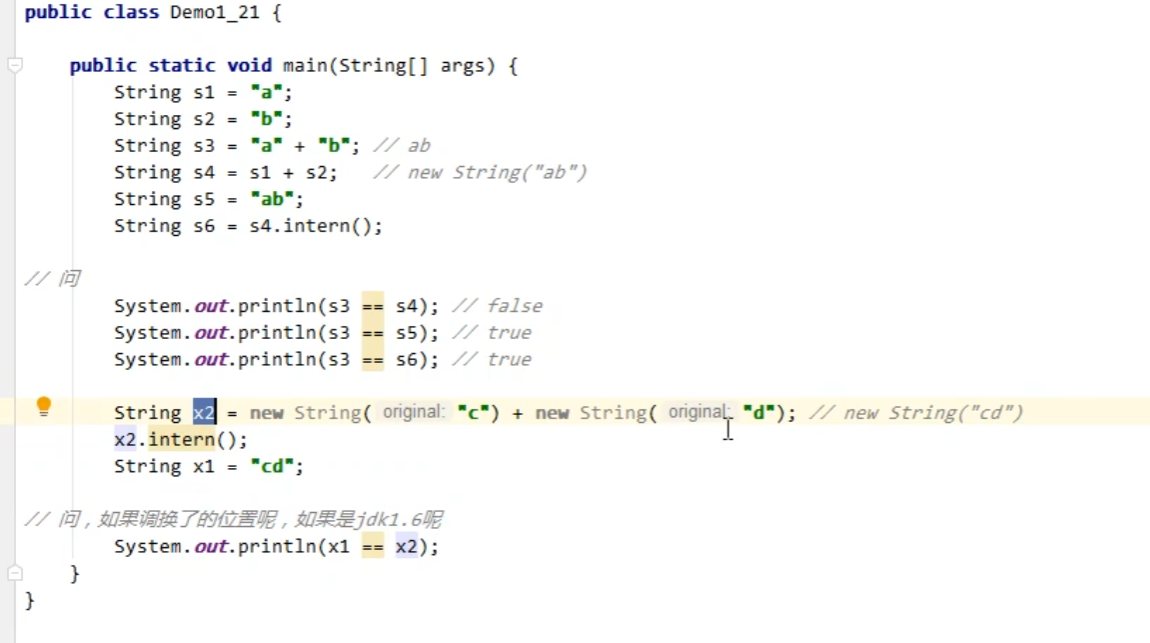 public class Demo1_21 {
public static void main(String[] args) {
String s1 = "a";
String s2 = "b";
String s3 = "a" + "b"; // ab
String s4 = s1 + s2; // new String("ab")
String s5 = "ab";
String s6 = s4.intern();
// 问
System.out.println(s3 == s4); // false
System.out.println(s3 == s5); // true
System.out.println(s3 == s6); // true
String x2 = new String( original: "c") + new String( original: "d"); // new String("cd")
x2.intern();
String x1 = "cd";
// 问，如果调换了的位置呢，如果是jdk1.6呢
System.out.println(x1 == x2);
}
}